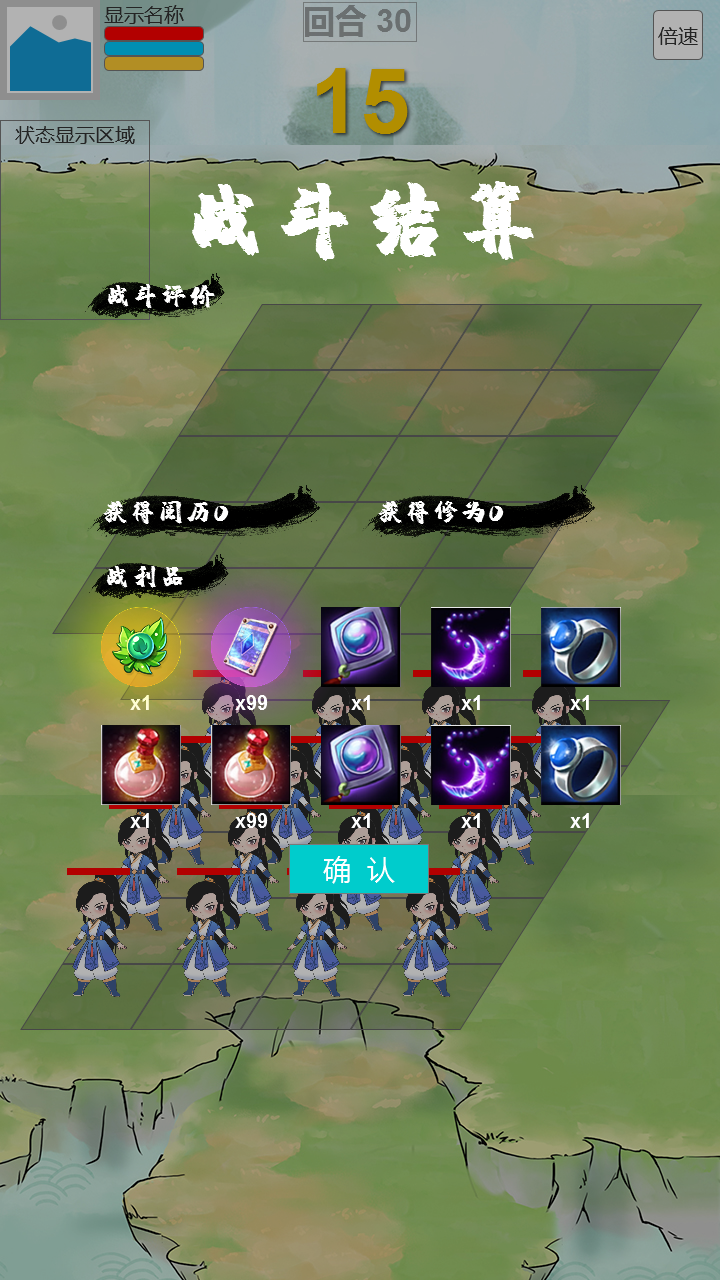 显示名称
回合 30
倍速
15
状态显示区域
战斗结算
战斗评价
获得阅历0
获得修为0
战利品
x1
x99
x1
x1
x1
x1
x99
x1
x1
x1
确 认